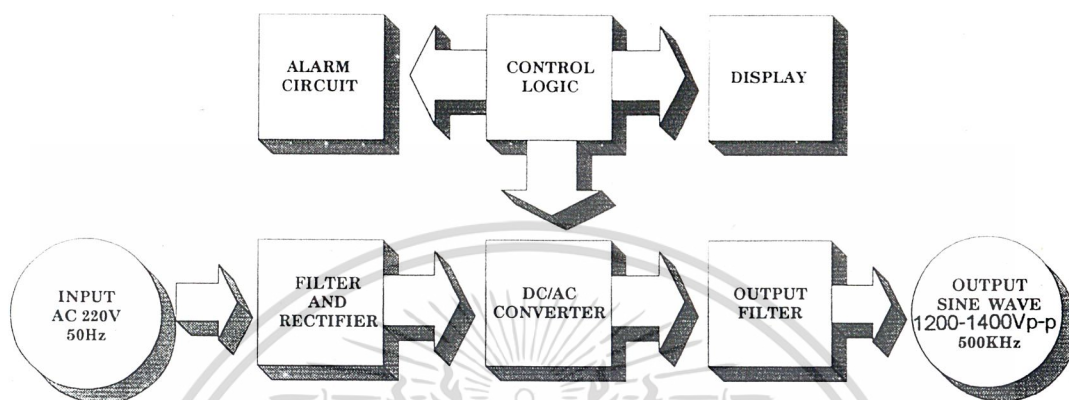 ALARM
CIRCUIT
CONTROL
LOGIC
DISPLAY
INPUT
AC 220V
50Hz
FILTER
AND
RECTIFIER
DC/AC
CONVERTER
OUTPUT
FILTER
OUTPUT
SINE WAVE
1200-1400Vp-p
500KHz